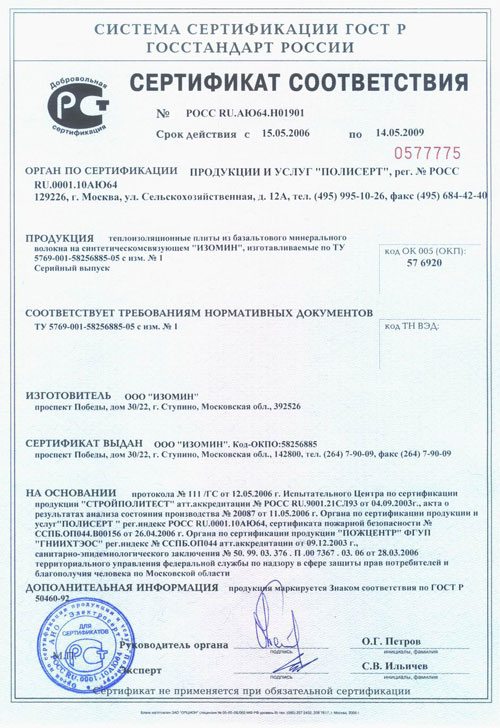 СИСТЕМА СЕРТИФИКАЦИИ ГОСТ Р
ГОССТАНДАРТ РОССИИ
Добровольная
сертификация
СЕРТИФИКАТ СООТВЕТСТВИЯ
№ РОСС RU.АЮ64.Н01901
Срок действия с 15.05.2006 по 14.05.2009
0577775
ОРГАН ПО СЕРТИФИКАЦИИ ПРОДУКЦИИ И УСЛУГ "ПОЛИСЕРТ", рег. № РОСС
RU.0001.10АЮ64
129226, г. Москва, ул. Сельскохозяйственная, д. 12А, тел. (495) 995-10-26, факс (495) 684-42-40
ПРОДУКЦИЯ теплоизоляционные плиты из базальтового минерального
волокна на синтетическомсвязующем "ИЗОМИН", изготавливаемые по ТУ
5769-001-58256885-05 с изм. № 1
Серийный выпуск
код ОК 005 (ОКП):
57 6920
СООТВЕТСТВУЕТ ТРЕБОВАНИЯМ НОРМАТИВНЫХ ДОКУМЕНТОВ
ТУ 5769-001-58256885-05 с изм. № 1
код ТН ВЭД:
ИЗГОТОВИТЕЛЬ ООО "ИЗОМИН"
проспект Победы, дом 30/22, г. Ступино, Московская обл., 392526
СЕРТИФИКАТ ВЫДАН ООО "ИЗОМИН". Код-ОКПО:58256885
проспект Победы, дом 30/22, г. Ступино, Московская обл., 142800, тел. (264) 7-90-09, факс (264) 7-90-09
НА ОСНОВАНИИ протокола № 111 /ГС от 12.05.2006 г. Испытательного Центра по сертификации
продукции "СТРОЙПОЛИТЕСТ" атт.аккредитации № РОСС RU.9001.21СЛ93 от 04.09.2003г., акта о
результатах анализа состояния производства № 20087 от 11.05.2006 г. Органа по сертификации продукции и
услуг"ПОЛИСЕРТ " рег.индекс РОСС RU.0001.10АЮ64, сертификата пожарной безопасности №
ССПБ.ОП044.В00156 от 26.04.2006 г. Органа по сертификации продукции "ПОЖЦЕНТР" ФГУП
"ГНИИХТЭОС" рег.индекс № ССПБ.ОП044 атт.аккредитации от 09.12.2003 г.,
санитарно-эпидемиологического заключения № 50. 99. 03. 376 . П .00 7367 . 03. 06 от 28.03.2006
территориального управления федеральной службы по надзору в сфере защиты прав потребителей и
благополучия человека по Московской области
ДОПОЛНИТЕЛЬНАЯ ИНФОРМАЦИЯ продукция маркируется Знаком соответствия по ГОСТ Р
50460-92
ДЛЯ
СЕРТИФИКАТОВ
М.П.
Руководитель органа
подпись
О.Г. Петров
инициалы, фамилия
Эксперт
подпись
С.В. Ильичев
инициалы, фамилия
Сертификат не применяется при обязательной сертификации